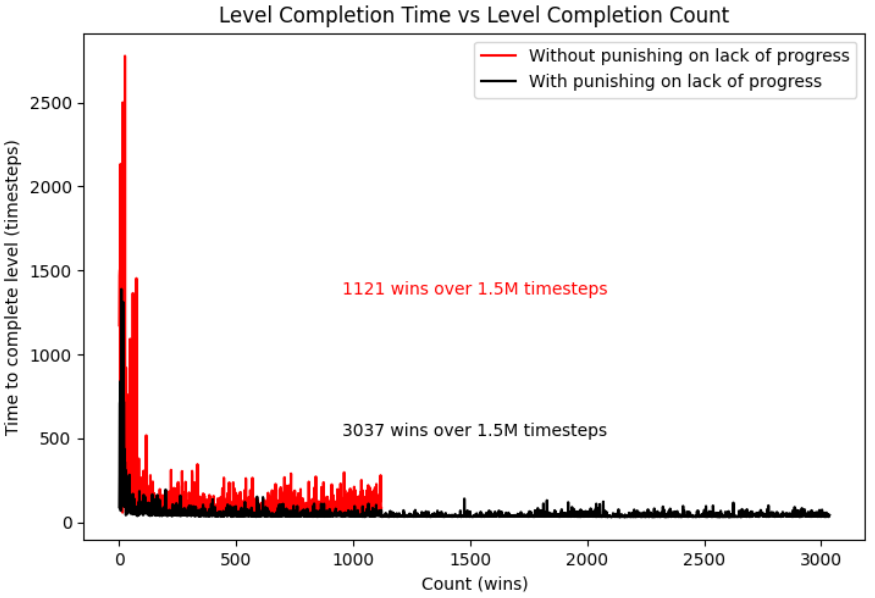 Level Completion Time vs Level Completion Count
Without punishing on lack of progress
With punishing on lack of progress
Time to complete level (timesteps)
2500
2000
1500
1000
500
0
1121 wins over 1.5M timesteps
3037 wins over 1.5M timesteps
0 500 1000 1500 2000 2500 3000
Count (wins)